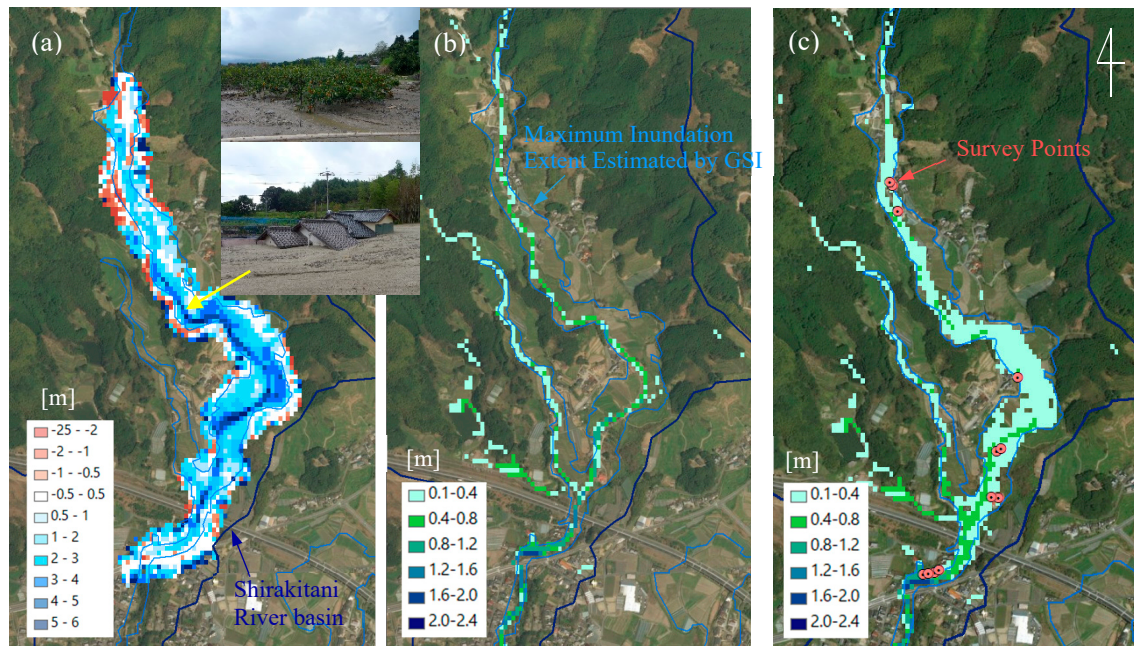 (a)
[m]
-25 - -2
-2 - -1
-1 - -0.5
-0.5 - 0.5
0.5 - 1
1 - 2
2 - 3
3 - 4
4 - 5
5 - 6
Shirakitani
River basin
(b)
Maximum Inundation
Extent Estimated by GSI
[m]
0.1-0.4
0.4-0.8
0.8-1.2
1.2-1.6
1.6-2.0
2.0-2.4
(c)
Survey Points
[m]
0.1-0.4
0.4-0.8
0.8-1.2
1.2-1.6
1.6-2.0
2.0-2.4